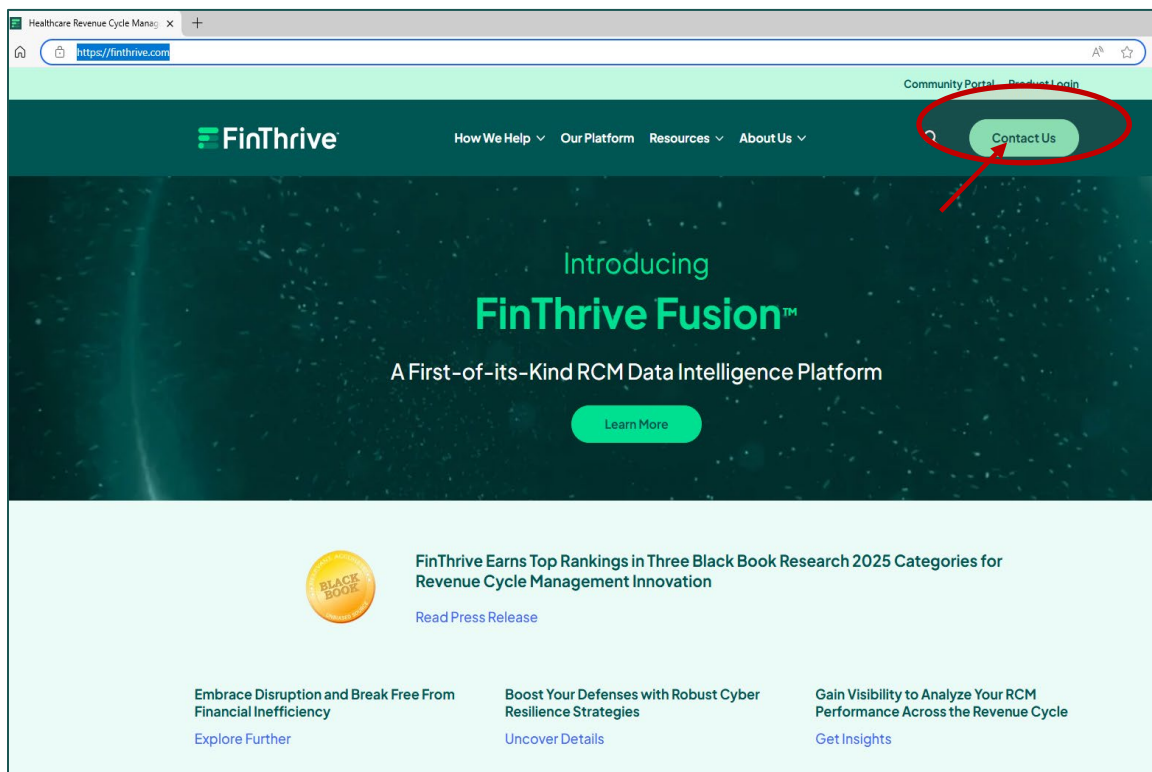 Healthcare Revenue Cycle Manag
https://finthrive.com
Community Portal Product Login
FinThrive
How We Help Our Platform Resources About Us Contact Us
Introducing
FinThrive Fusion™
A First-of-its-Kind RCM Data Intelligence Platform
Learn More
BLACK
BOOK
FinThrive Earns Top Rankings in Three Black Book Research 2025 Categories for
Revenue Cycle Management Innovation
Read Press Release
Embrace Disruption and Break Free From
Financial Inefficiency
Explore Further
Boost Your Defenses with Robust Cyber
Resilience Strategies
Uncover Details
Gain Visibility to Analyze Your RCM
Performance Across the Revenue Cycle
Get Insights